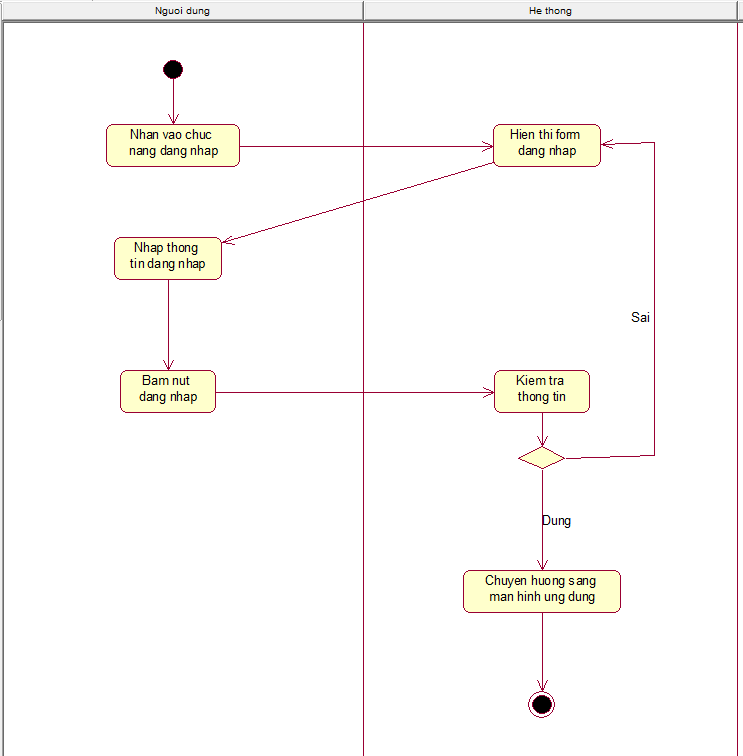 Nguoi dung
He thong
Nhan vao chuc
nang dang nhap
Hien thi form
dang nhap
Nhap thong
tin dang nhap
Sai
Bam nut
dang nhap
Kiem tra
thong tin
Dung
Chuyen huong sang
man hinh ung dung